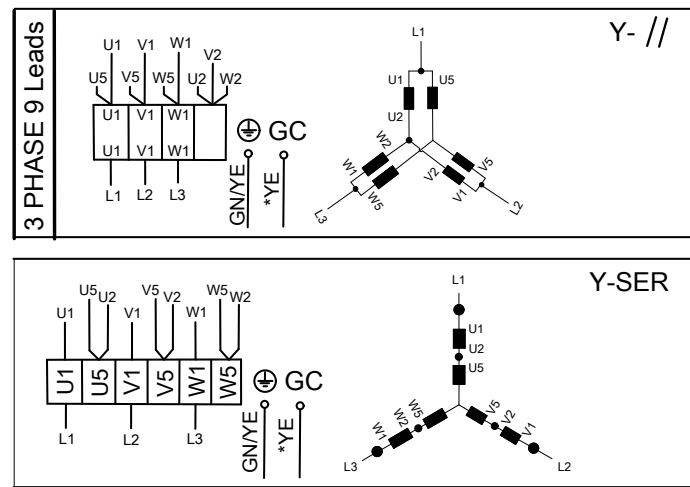 3 PHASE 9 Leads
Y- //
U1 V1 W1 V2
U5 V5 W5 U2 W2
U1 V1 W1
U1 V1 W1
L1 L2 L3
GC
GN/YE
*YE
L1
U1 U5
U2
W2
W1
W5
V5
V2
V1
L3
L2
Y-SER
U1 U5 U2 V1 V5 V2 W1 W5 W2
U1 U5 V1 V5 W1 W5
L1 L2 L3
GC
GN/YE
*YE
L1
U1
U2
U5
W1 W2 W5
V5 V2 V1
L3
L2